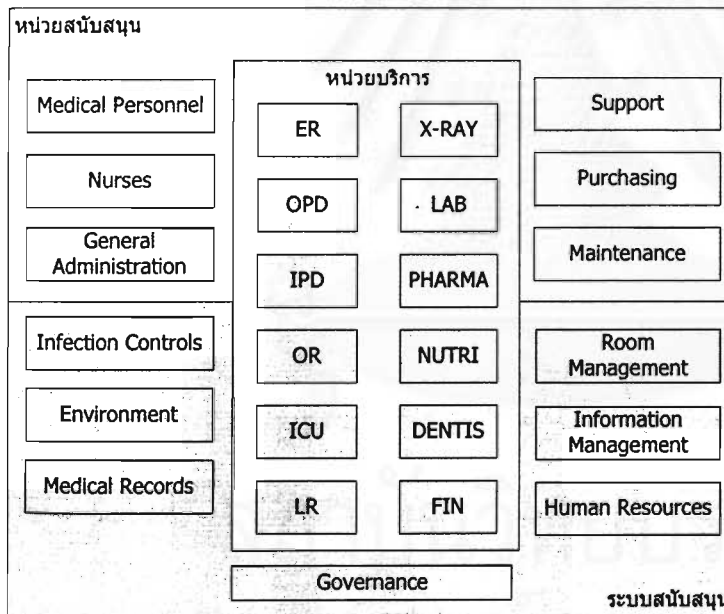 หน่วยสนับสนุน
หน่วยบริการ
Medical Personnel
ER
X-RAY
Support
Nurses
OPD
LAB
Purchasing
General
Administration
IPD
PHARMA
Maintenance
Infection Controls
OR
NUTRI
Room
Management
Environment
ICU
DENTIS
Information
Management
Medical Records
LR
FIN
Human Resources
Governance
ระบบสนับสนุน